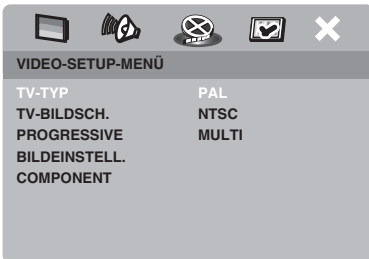 VIDEO-SETUP-MENÜ
TV-TYP PAL
TV-BILDSCH. NTSC
PROGRESSIVE MULTI
BILDEINSTELL.
COMPONENT